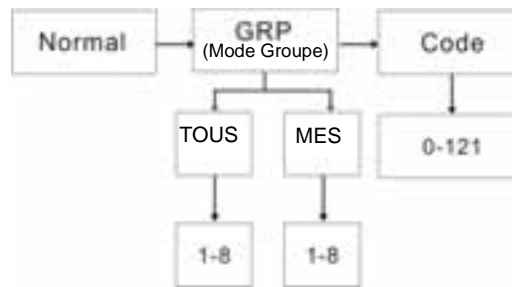 Normal
GRP
(Mode Groupe)
Code
TOUS
MES
0-121
1-8
1-8